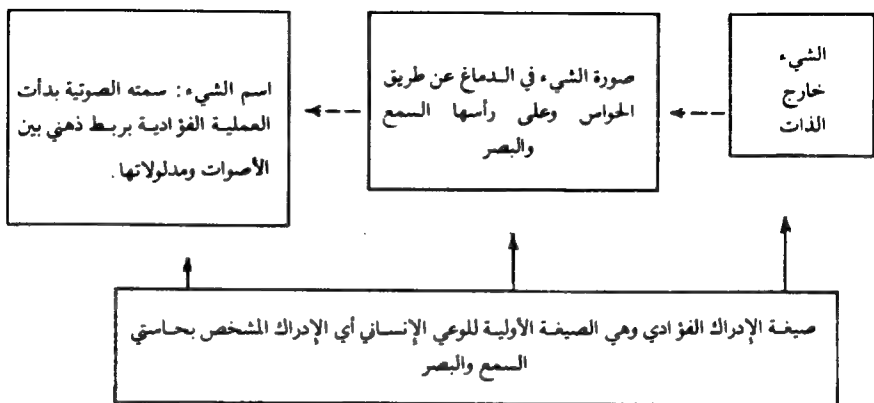 الشيء
خارج
الذات
صورة الشيء في الـدماغ عن طريق
الحواس وعلى رأسها السمع
والبصر
اسم الشيء : سمته الصوتية بدأت
العملية الفؤادية بربط ذهني بين
الأصوات ومدلولاتها .
صيغة الإدراك الفؤادي وهي الصيغة الأولية للوعي الإنساني أي الإدراك المشخص بحاستي
السمع والبصر